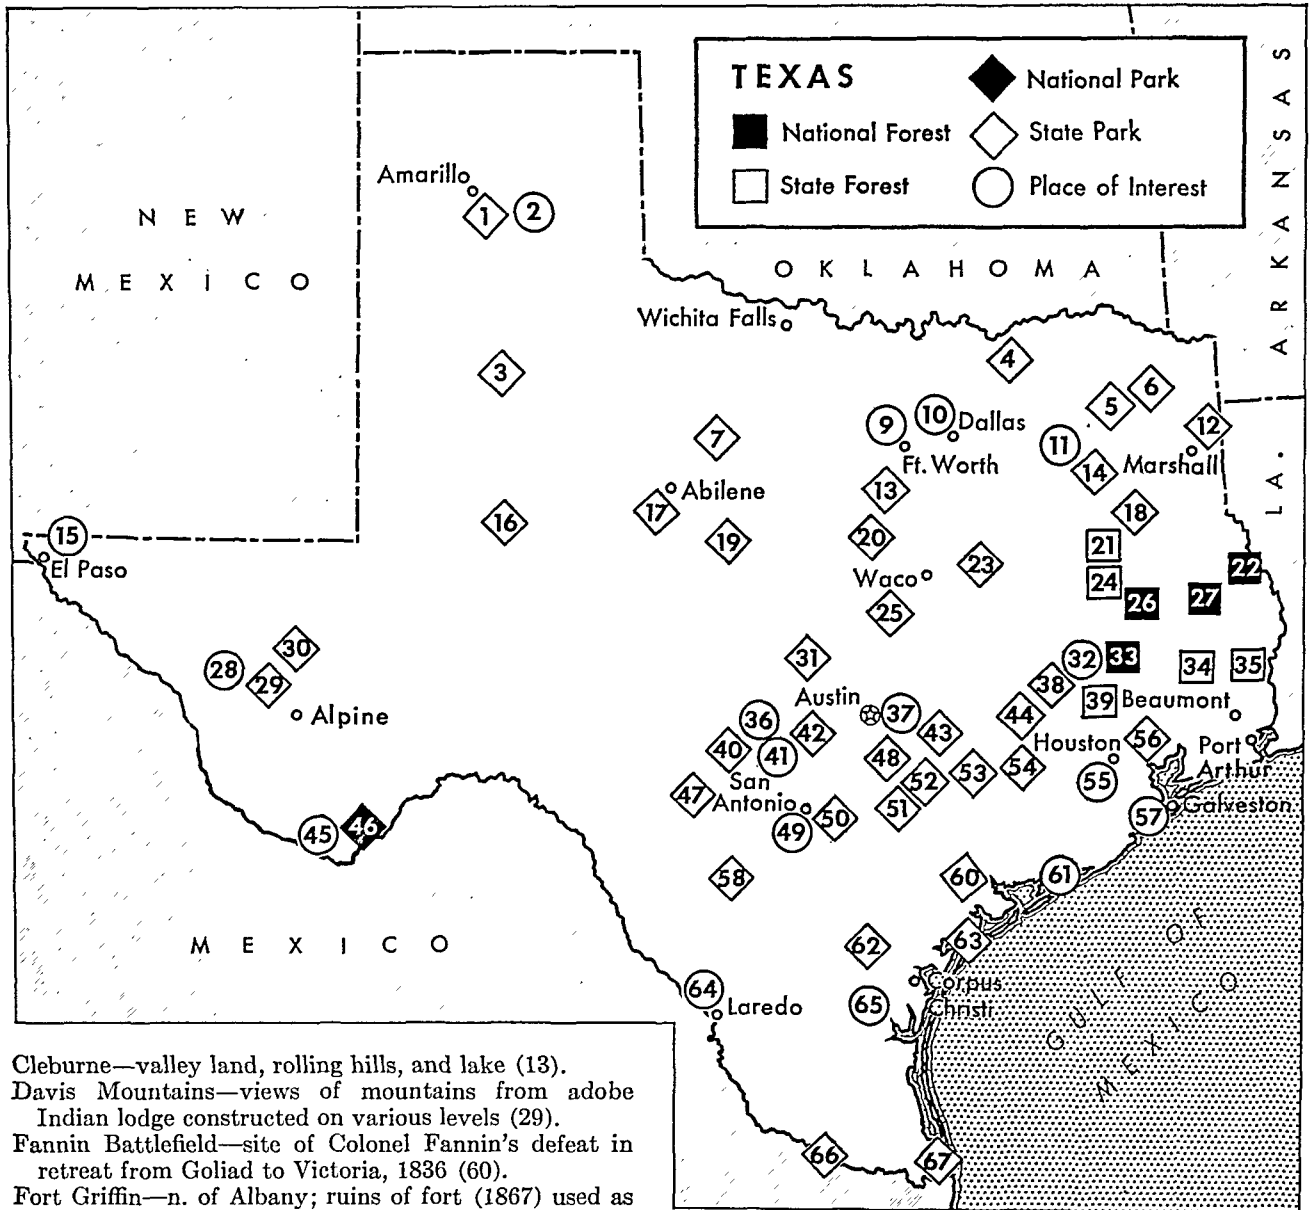 TEXAS
National Park
National Forest
State Park
State Forest
Place of Interest
ARKANSAS
NEW
MEXICO
Amarillo
1
2
OKLAHOMA
Wichita Falls
3
4
5
6
7
9
10
Dallas
11
12
Ft. Worth
Marshall
LA.
13
14
Abilene
15
El Paso
16
17
18
19
20
21
22
Waco
23
24
25
26
27
28
29
30
Alpine
31
32
33
34
35
Austin
36
37
38
39
Beaumont
40
41
42
43
44
Houston
Port
Arthur
San
Antonio
45
46
47
48
49
50
51
52
53
54
55
56
57
Galveston
58
60
61
62
63
MEXICO
GULF OF
MEXICO
Corpus
Christi
64
Laredo
65
66
67
Cleburne—valley land, rolling hills, and lake (13).
Davis Mountains—views of mountains from adobe
Indian lodge constructed on various levels (29).
Fannin Battlefield—site of Colonel Fannin's defeat in
retreat from Goliad to Victoria, 1836 (60).
Fort Griffin—n. of Albany; ruins of fort (1867) used as